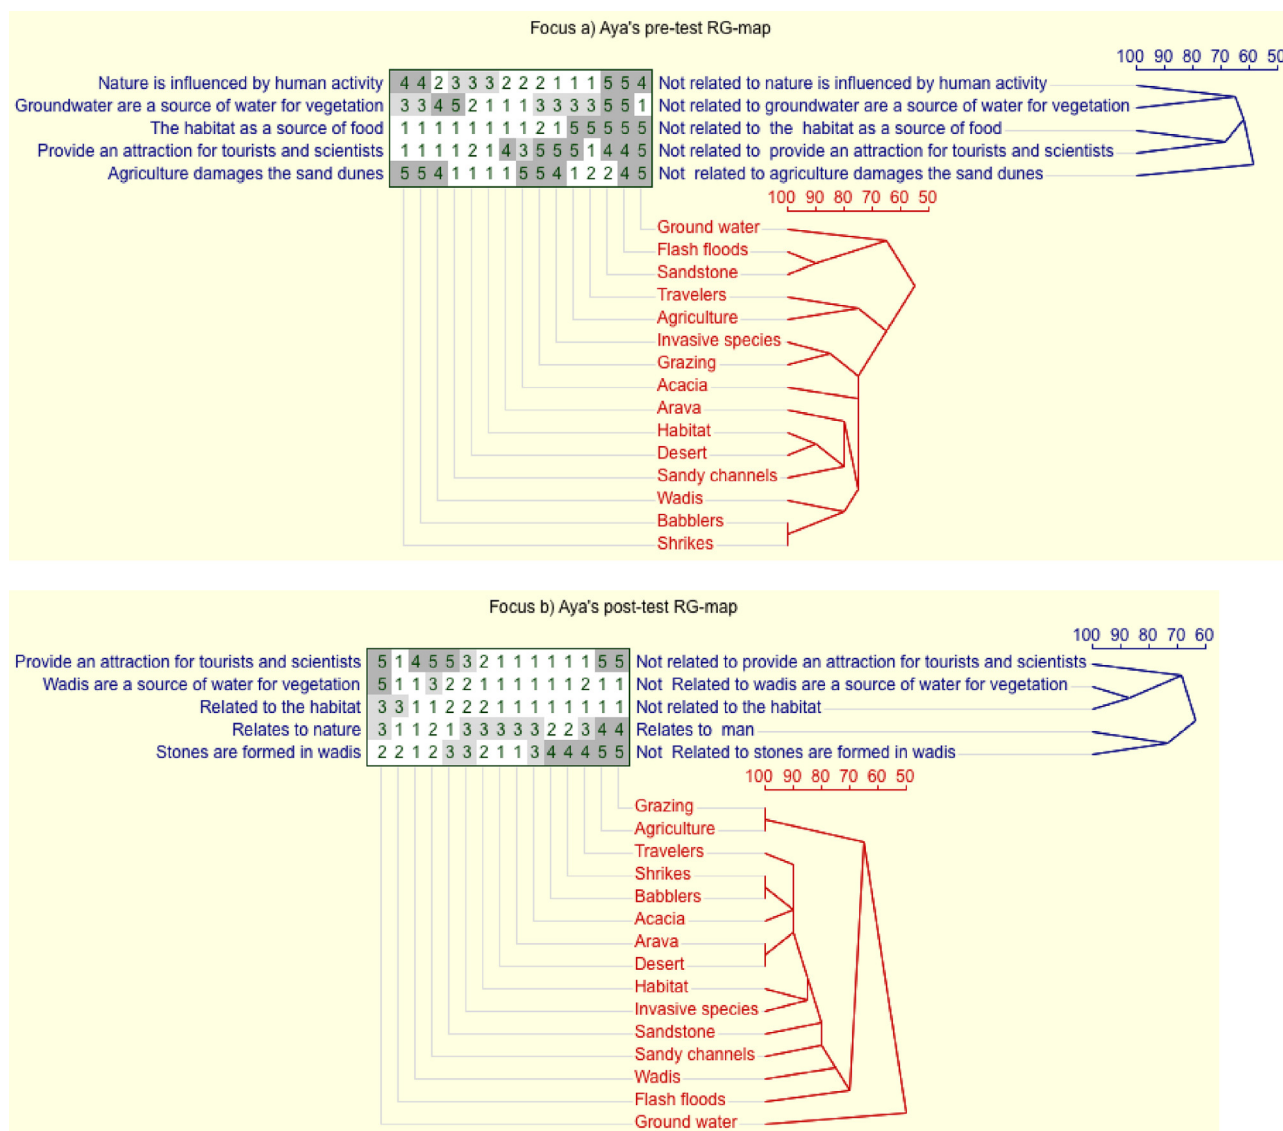 Focus a) Aya's pre-test RG-map
100 90 80 70 60 50
Nature is influenced by human activity 4 4 2 3 3 3 2 2 2 1 1 1 5 5 4 Not related to nature is influenced by human activity
Groundwater are a source of water for vegetation 3 3 4 5 2 1 1 1 3 3 3 3 5 5 1 Not related to groundwater are a source of water for vegetation
The habitat as a source of food 1 1 1 1 1 1 1 1 2 1 5 5 5 5 5 Not related to the habitat as a source of food
Provide an attraction for tourists and scientists 1 1 1 1 2 1 4 3 5 5 5 1 4 4 5 Not related to provide an attraction for tourists and scientists
Agriculture damages the sand dunes 5 5 4 1 1 1 1 5 5 4 1 2 2 4 5 Not related to agriculture damages the sand dunes
100 90 80 70 60 50
Ground water
Flash floods
Sandstone
Travelers
Agriculture
Invasive species
Grazing
Acacia
Arava
Habitat
Desert
Sandy channels
Wadis
Babblers
Shrikes
Focus b) Aya's post-test RG-map
100 90 80 70 60
Provide an attraction for tourists and scientists 5 1 4 5 5 3 2 1 1 1 1 1 1 5 5 Not related to provide an attraction for tourists and scientists
Wadis are a source of water for vegetation 5 1 1 3 2 2 1 1 1 1 1 1 2 1 1 Not Related to wadis are a source of water for vegetation
Related to the habitat 3 3 1 1 2 2 2 1 1 1 1 1 1 1 1 Not related to the habitat
Relates to nature 3 1 1 2 1 3 3 3 3 3 2 2 3 4 4 Relates to man
Stones are formed in wadis 2 2 1 2 3 3 2 1 1 3 4 4 4 5 5 Not Related to stones are formed in wadis
100 90 80 70 60 50
Grazing
Agriculture
Travelers
Shrikes
Babblers
Acacia
Arava
Desert
Habitat
Invasive species
Sandstone
Sandy channels
Wadis
Flash floods
Ground water